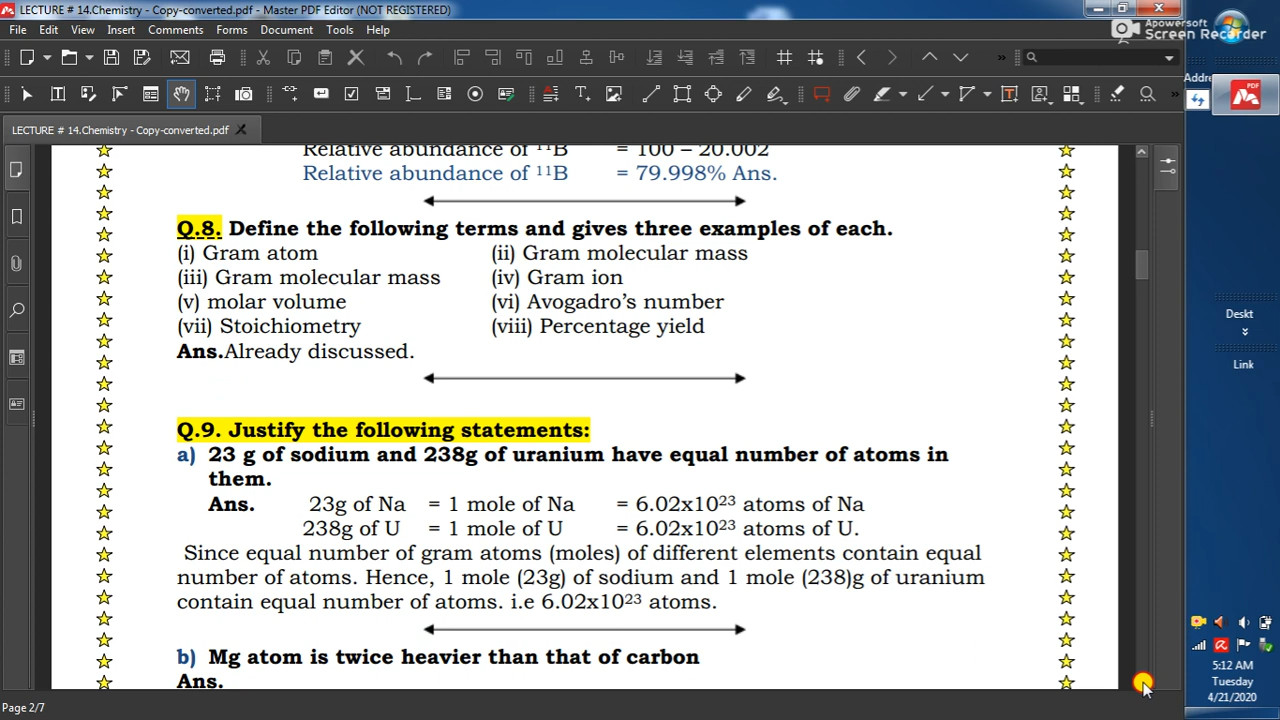 LECTURE # 14.Chemistry - Copy-converted.pdf - Master PDF Editor (NOT REGISTERED)
Apowersoft
Screen Recorder
File Edit View Insert Comments Forms Document Tools Help
Addre
LECTURE # 14.Chemistry - Copy-converted.pdf
Relative abundance of ¹¹B = 100 – 20.002
Relative abundance of ¹¹B = 79.998% Ans.
Q.8. Define the following terms and gives three examples of each.
(i) Gram atom (ii) Gram molecular mass
(iii) Gram molecular mass (iv) Gram ion
(v) molar volume (vi) Avogadro’s number
(vii) Stoichiometry (viii) Percentage yield
Ans.Already discussed.
Q.9. Justify the following statements:
a) 23 g of sodium and 238g of uranium have equal number of atoms in
them.
Ans. 23g of Na = 1 mole of Na = 6.02x10²³ atoms of Na
238g of U = 1 mole of U = 6.02x10²³ atoms of U.
Since equal number of gram atoms (moles) of different elements contain equal
number of atoms. Hence, 1 mole (23g) of sodium and 1 mole (238)g of uranium
contain equal number of atoms. i.e 6.02x10²³ atoms.
b) Mg atom is twice heavier than that of carbon
Ans.
Page 2/7
PDF
Deskt
Link
5:12 AM
Tuesday
4/21/2020